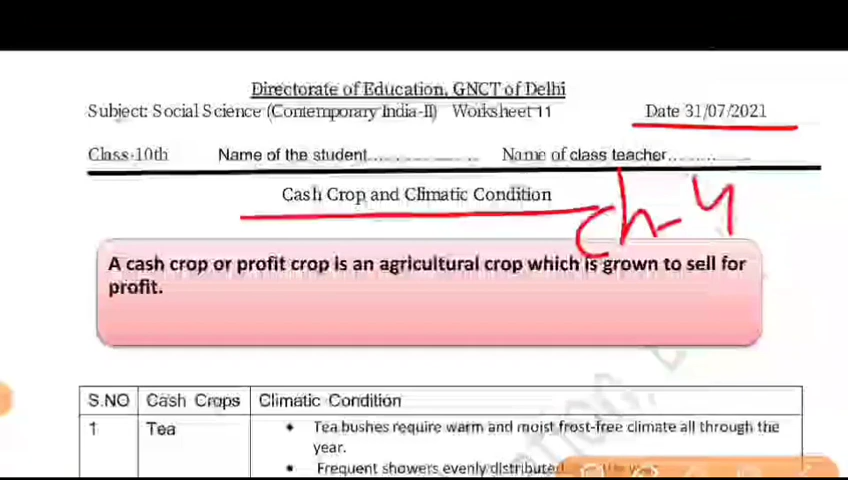 Directorate of Education, GNCT of Delhi
Subject: Social Science (Contemporary India-II) Worksheet 11 Date 31/07/2021
Class-10th Name of the student.................... Name of class teacher..............
Cash Crop and Climatic Condition
ch-4
A cash crop or profit crop is an agricultural crop which is grown to sell for
profit.
S.NO Cash Crops Climatic Condition
1 Tea • Tea bushes require warm and moist frost-free climate all through the
year.
• Frequent showers evenly distributed